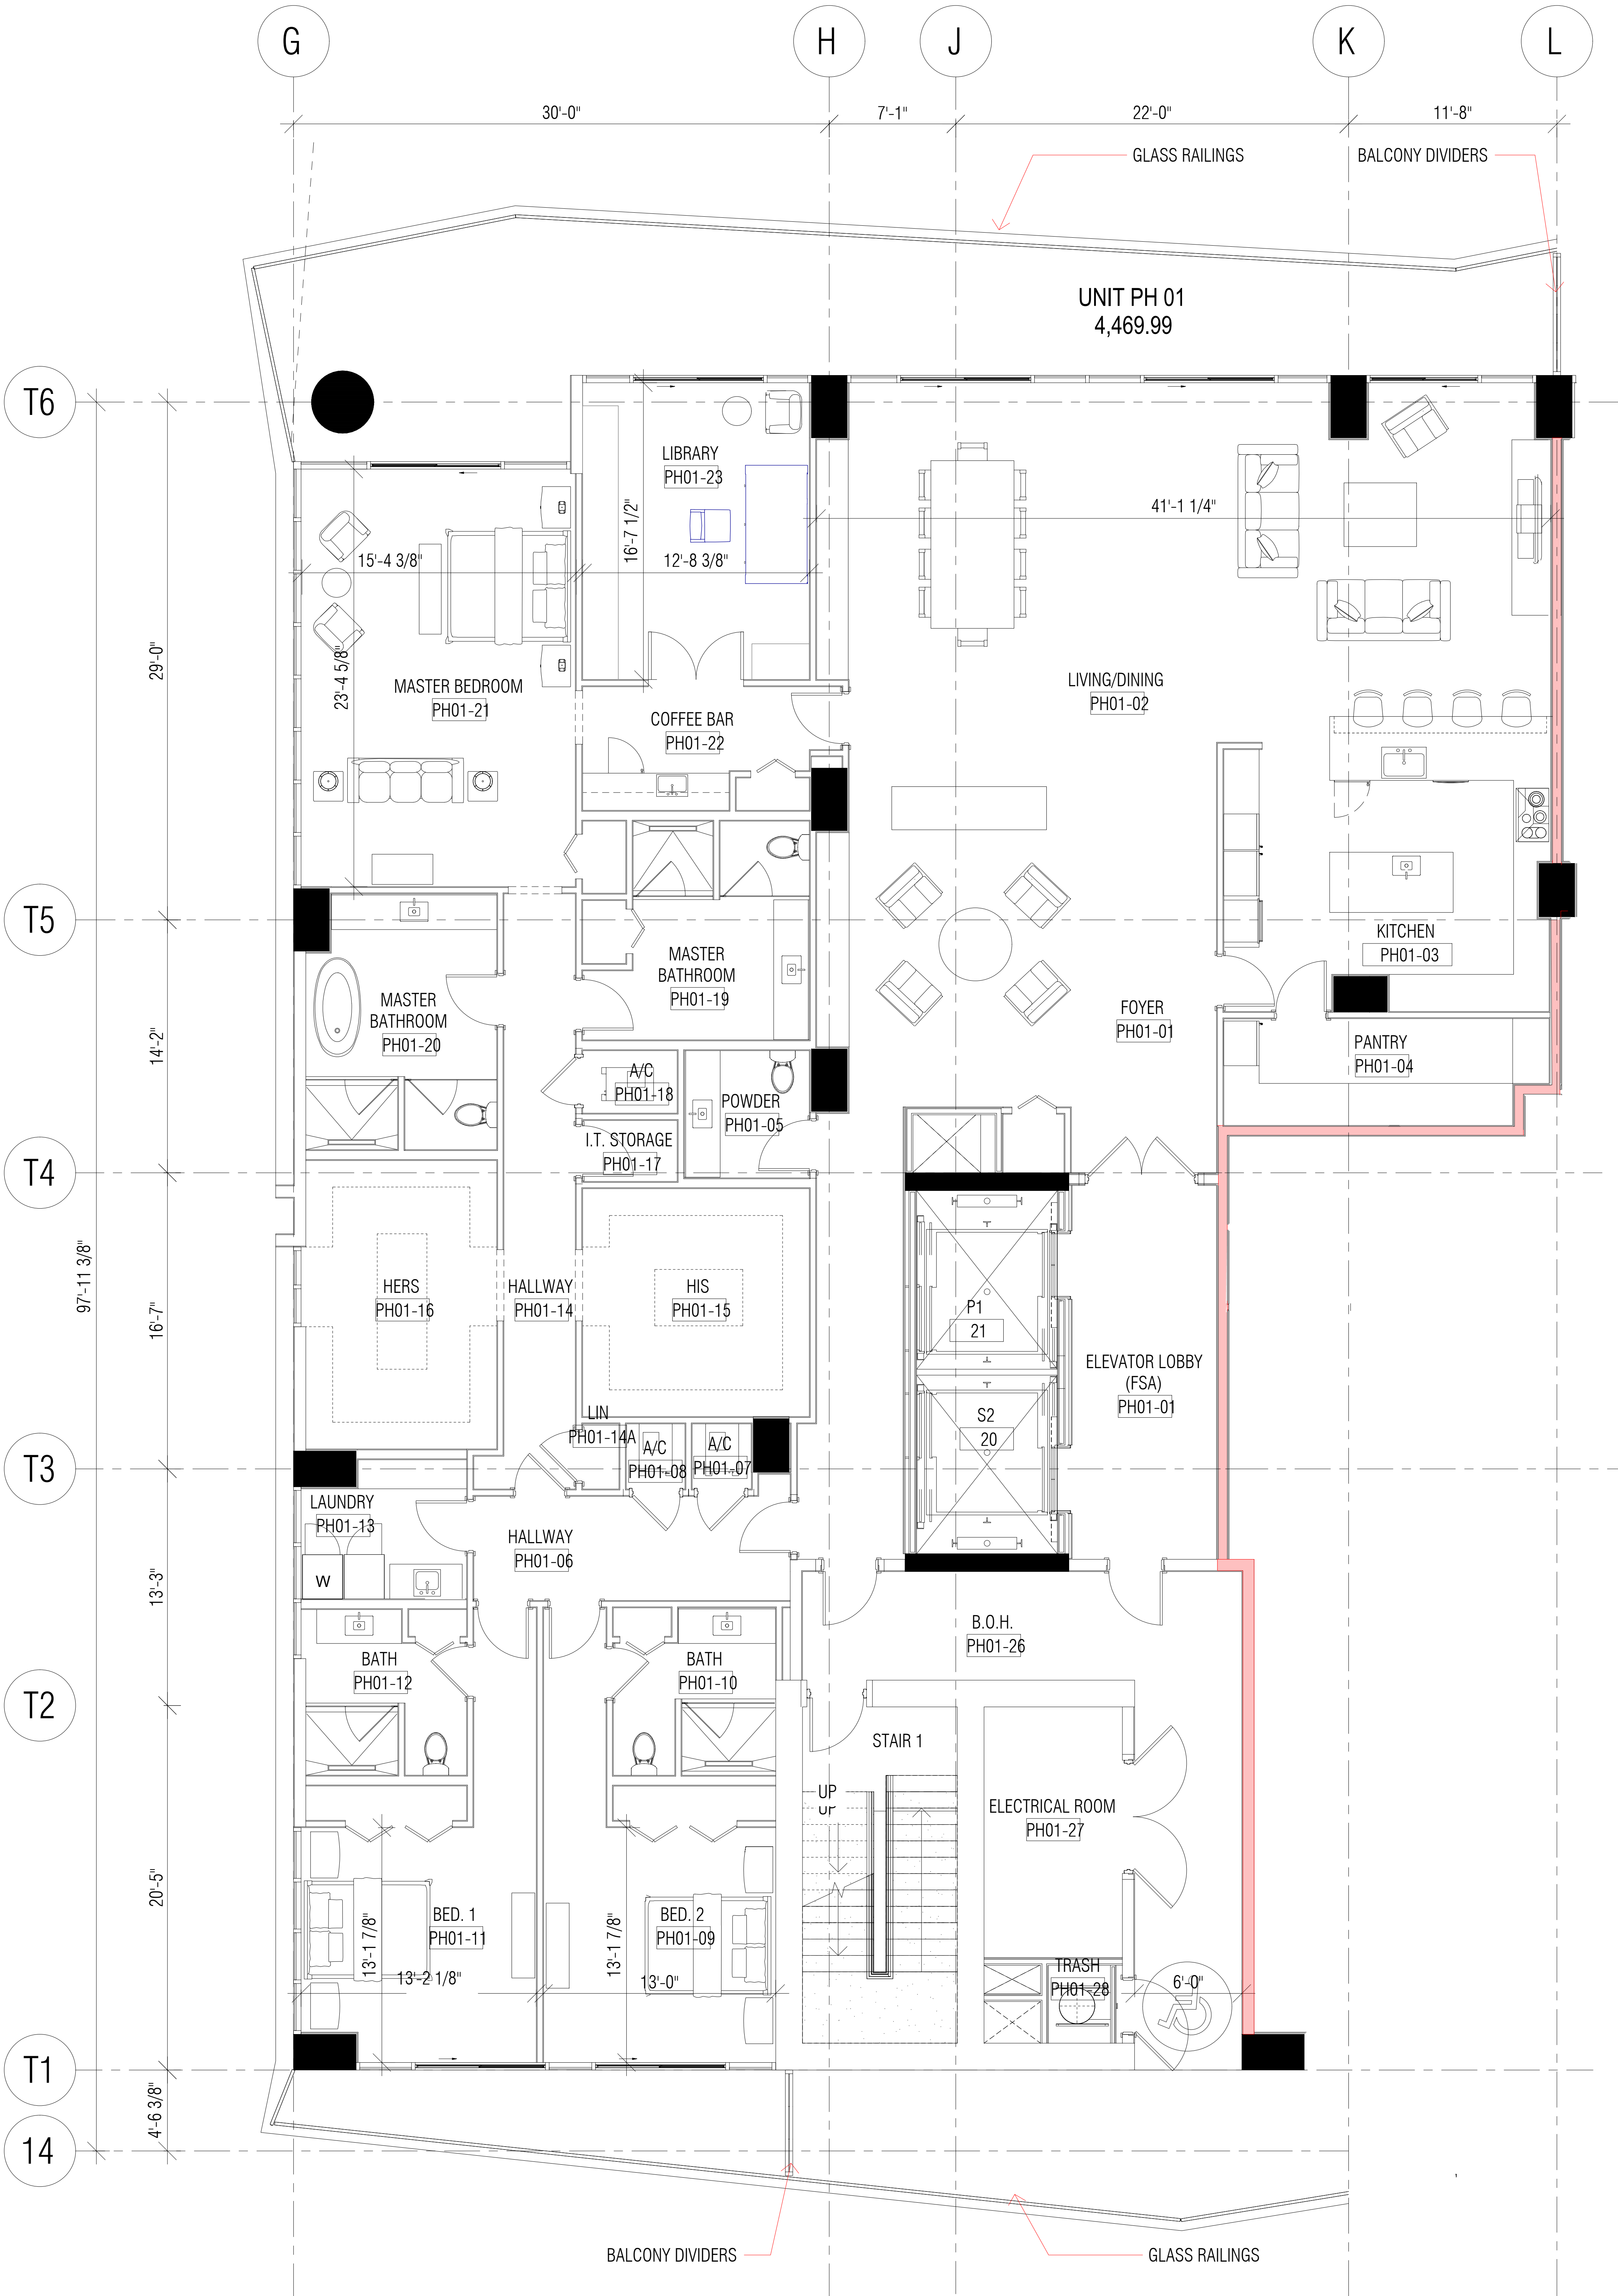 G
H
J
K
L
30'-0"
7'-1"
22'-0"
11'-8"
GLASS RAILINGS
BALCONY DIVIDERS
UNIT PH 01
4,469.99
T6
LIBRARY
PH01-23
16'-7 1/2"
12'-8 3/8"
15'-4 3/8"
41'-1 1/4"
29'-0"
23'-4 5/8"
MASTER BEDROOM
PH01-21
COFFEE BAR
PH01-22
LIVING/DINING
PH01-02
T5
KITCHEN
PH01-03
MASTER
BATHROOM
PH01-19
MASTER
BATHROOM
PH01-20
FOYER
PH01-01
14'-2"
PANTRY
PH01-04
A/C
PH01-18
POWDER
PH01-05
I.T. STORAGE
PH01-17
T4
97'-11 3/8"
16'-7"
HERS
PH01-16
HALLWAY
PH01-14
HIS
PH01-15
P1
21
ELEVATOR LOBBY
(FSA)
PH01-01
S2
20
LIN
PH01-14A
A/C
PH01-08
A/C
PH01-07
T3
LAUNDRY
PH01-13
W
HALLWAY
PH01-06
13'-3"
B.O.H.
PH01-26
BATH
PH01-12
BATH
PH01-10
T2
STAIR 1
UP
UP
ELECTRICAL ROOM
PH01-27
20'-5"
BED. 1
PH01-11
13'-1 7/8"
13'-2 1/8"
BED. 2
PH01-09
13'-1 7/8"
13'-0"
TRASH
PH01-28
6'-0"
T1
4'-6 3/8"
14
BALCONY DIVIDERS
GLASS RAILINGS